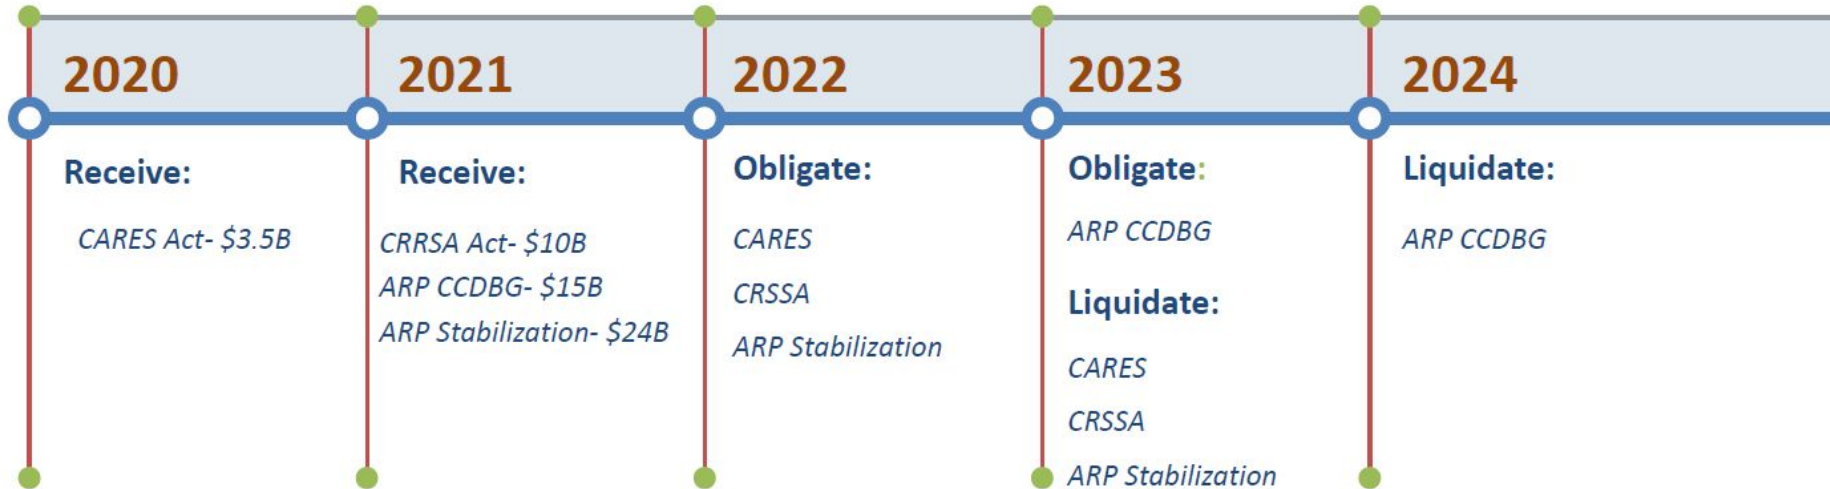 2020
Receive:
CARES Act- $3.5B
2021
Receive:
CRRSA Act- $10B
ARP CCDBG- $15B
ARP Stabilization- $24B
2022
Obligate:
CARES
CRSSA
ARP Stabilization
2023
Obligate:
ARP CCDBG
Liquidate:
CARES
CRSSA
ARP Stabilization
2024
Liquidate:
ARP CCDBG